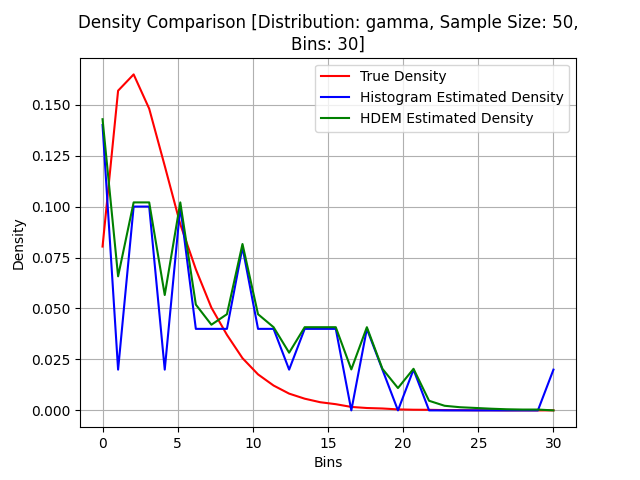 Density Comparison [Distribution: gamma, Sample Size: 50,
Bins: 30]
True Density
Histogram Estimated Density
HDEM Estimated Density
Density
0.150
0.125
0.100
0.075
0.050
0.025
0.000
0 5 10 15 20 25 30
Bins